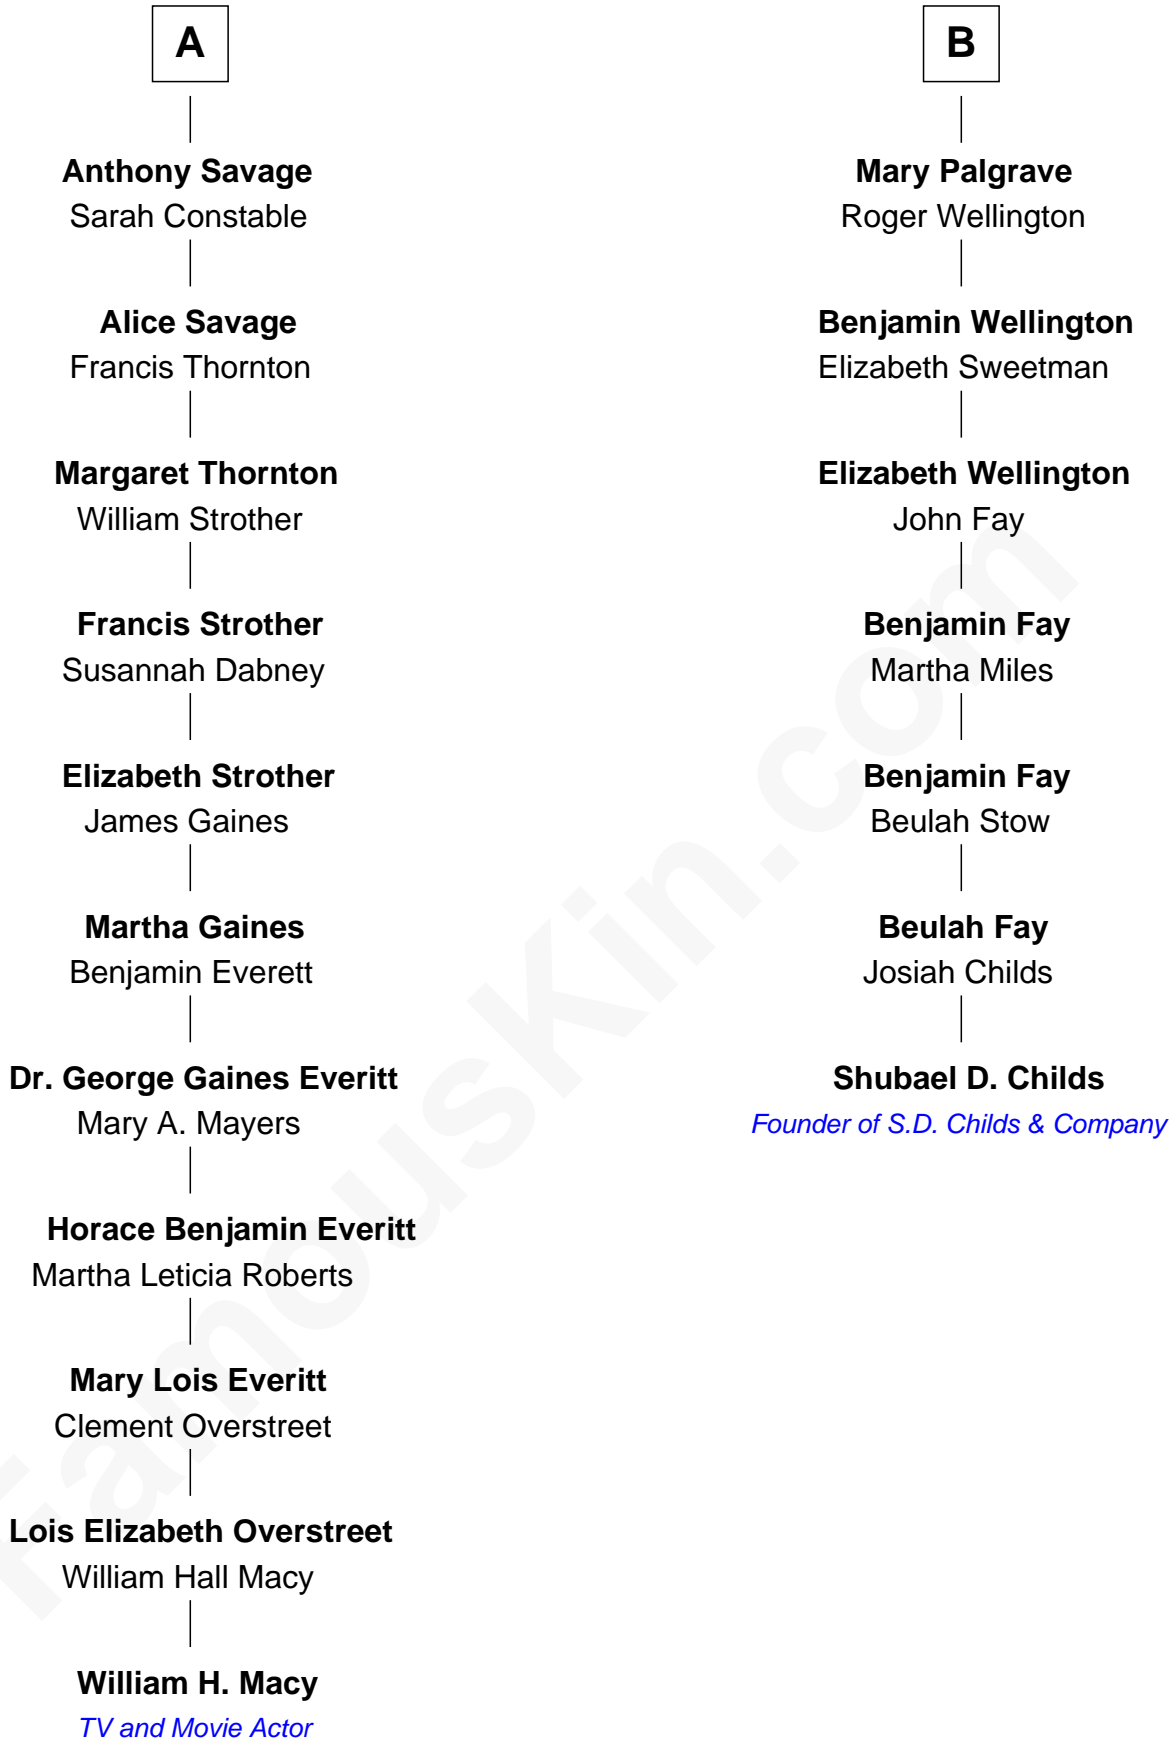 A
Anthony Savage
Sarah Constable
Alice Savage
Francis Thornton
Margaret Thornton
William Strother
Francis Strother
Susannah Dabney
Elizabeth Strother
James Gaines
Martha Gaines
Benjamin Everett
Dr. George Gaines Everitt
Mary A. Mayers
Horace Benjamin Everitt
Martha Leticia Roberts
Mary Lois Everitt
Clement Overstreet
Lois Elizabeth Overstreet
William Hall Macy
William H. Macy
TV and Movie Actor
B
Mary Palgrave
Roger Wellington
Benjamin Wellington
Elizabeth Sweetman
Elizabeth Wellington
John Fay
Benjamin Fay
Martha Miles
Benjamin Fay
Beulah Stow
Beulah Fay
Josiah Childs
Shubael D. Childs
Founder of S.D. Childs & Company
FamousKin.com